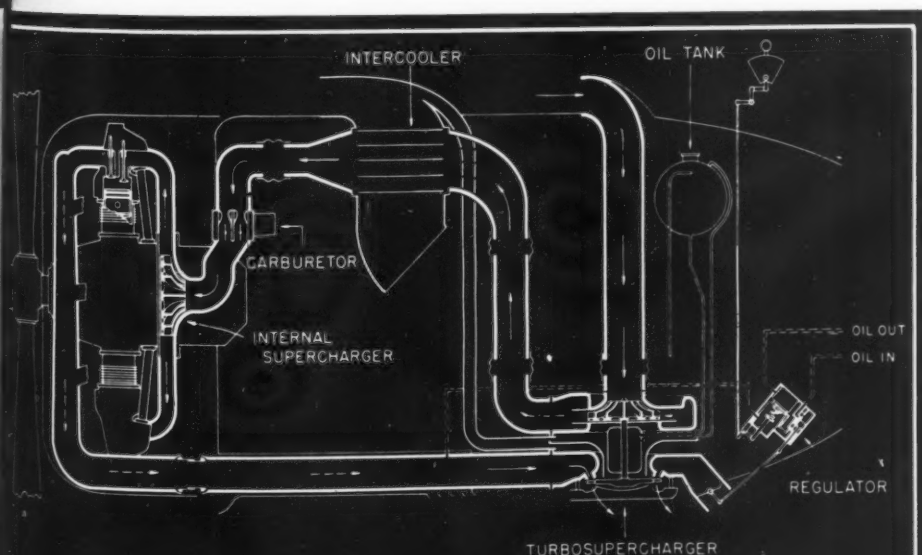 INTERCOOLER
OIL TANK
CARBURETOR
INTERNAL
SUPERCHARGER
OIL OUT
OIL IN
REGULATOR
TURBOSUPERCHARGER